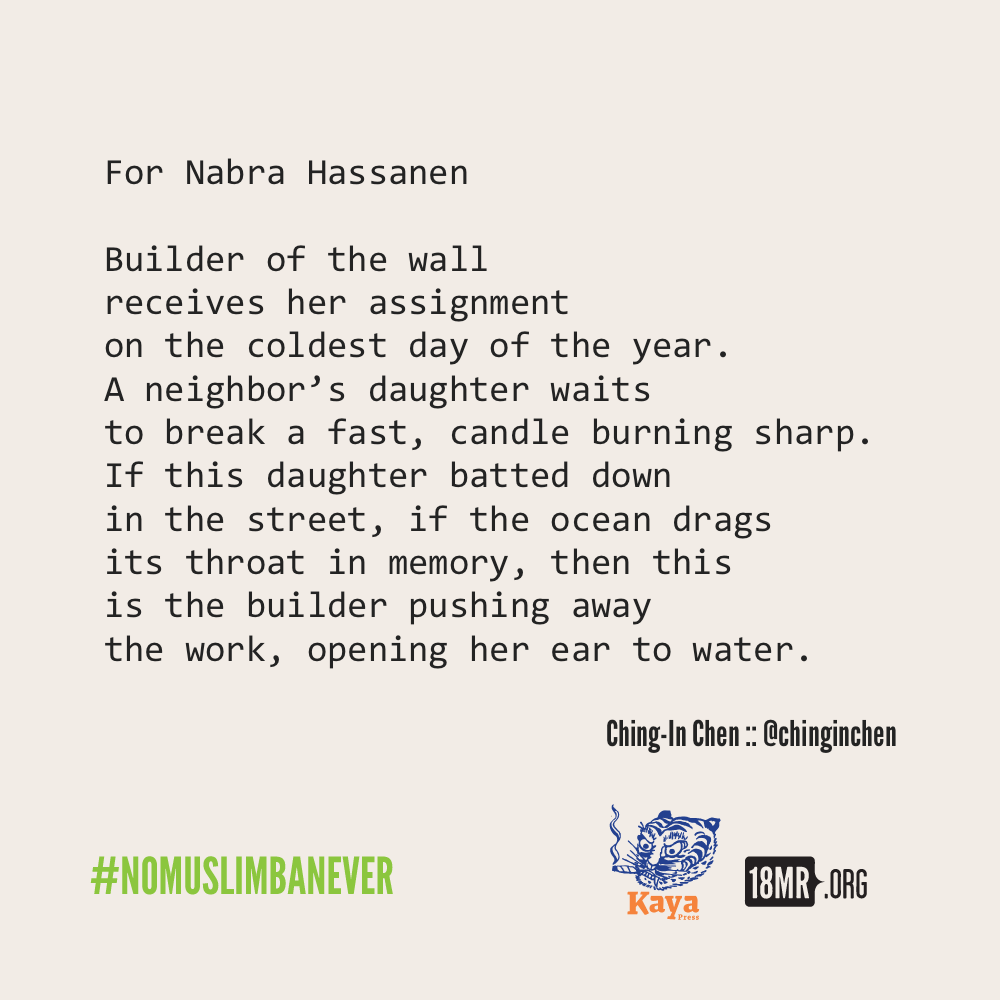 For Nabra Hassanen
Builder of the wall
receives her assignment
on the coldest day of the year.
A neighbor’s daughter waits
to break a fast, candle burning sharp.
If this daughter batted down
in the street, if the ocean drags
its throat in memory, then this
is the builder pushing away
the work, opening her ear to water.
Ching-In Chen :: @chinginchen
#NOMUSLIMBANEVER
Kaya
Press
18MR.ORG